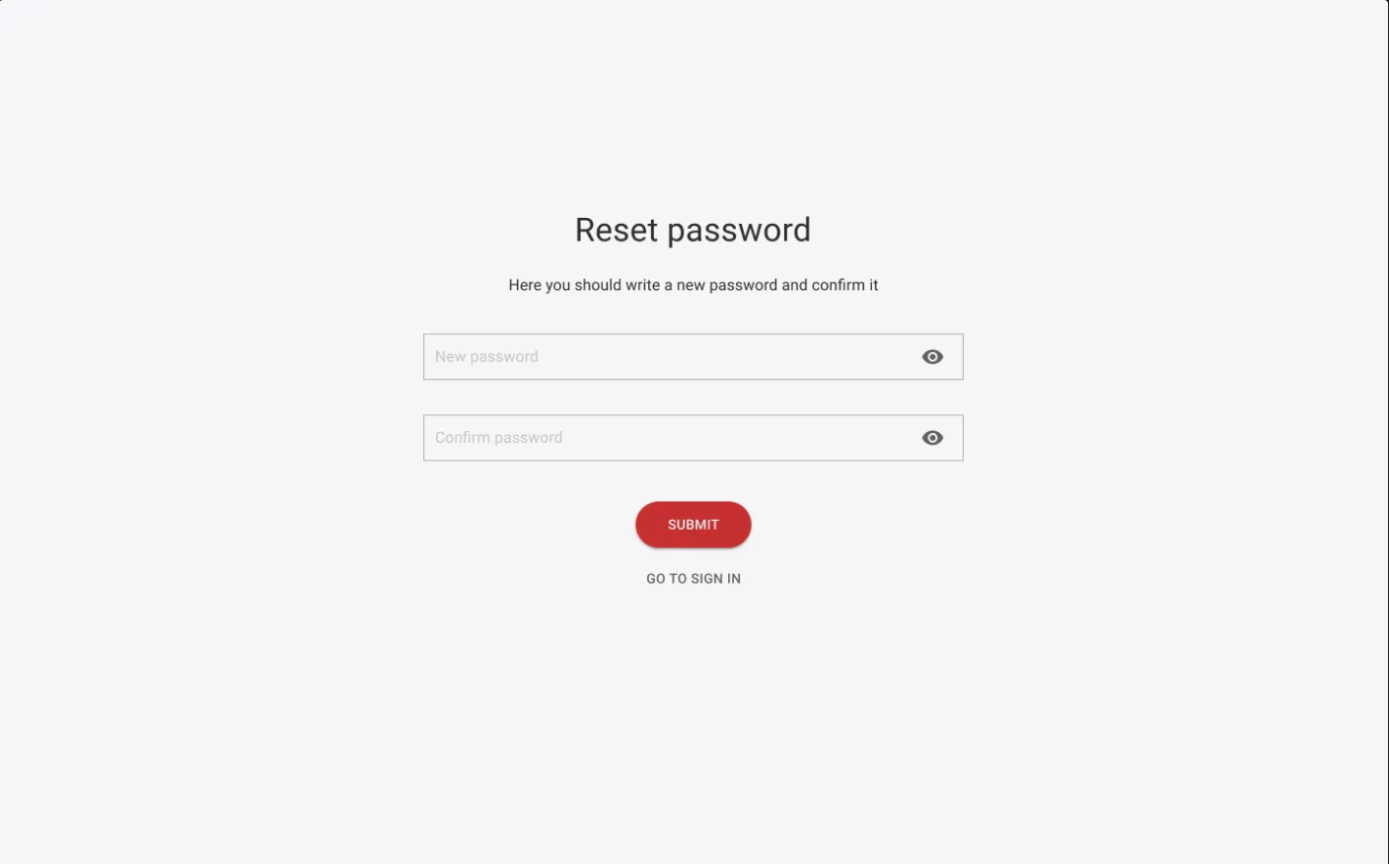 Reset password
Here you should write a new password and confirm it
New password
Confirm password
SUBMIT
GO TO SIGN IN